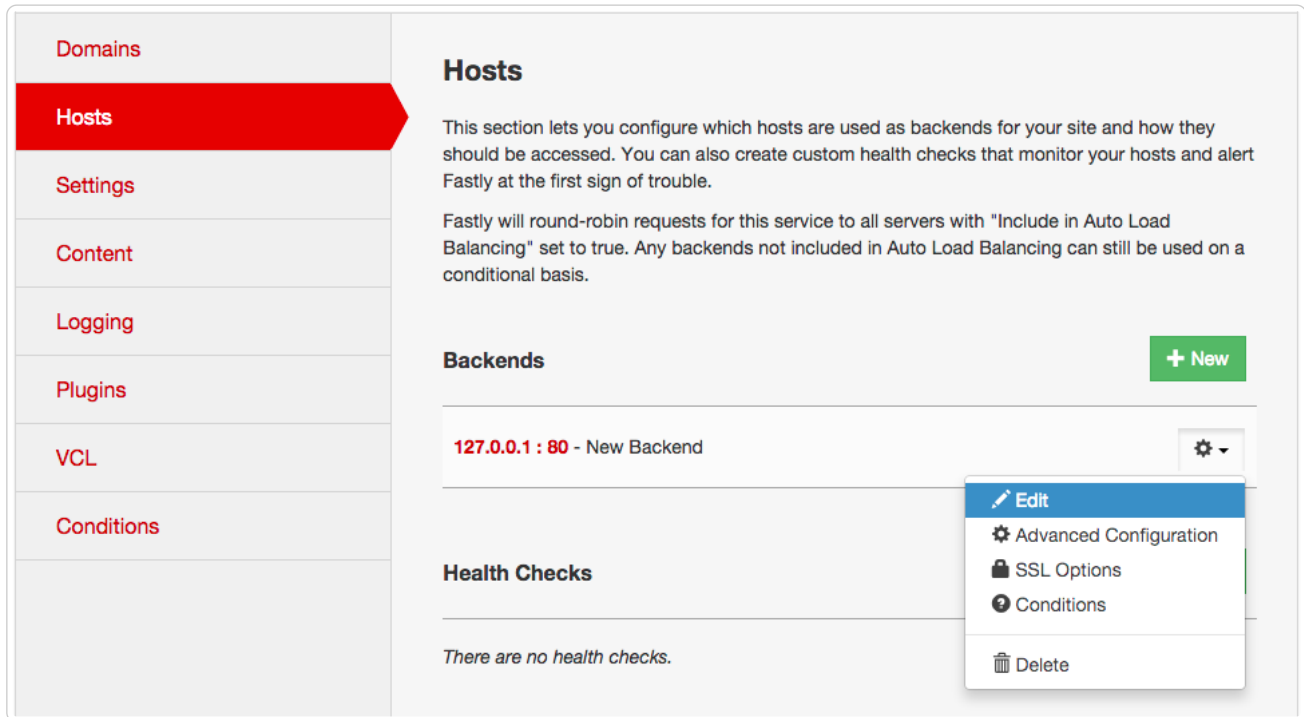 Domains
Hosts
Settings
Content
Logging
Plugins
VCL
Conditions
Hosts
This section lets you configure which hosts are used as backends for your site and how they
should be accessed. You can also create custom health checks that monitor your hosts and alert
Fastly at the first sign of trouble.
Fastly will round-robin requests for this service to all servers with "Include in Auto Load
Balancing" set to true. Any backends not included in Auto Load Balancing can still be used on a
conditional basis.
Backends
+ New
127.0.0.1 : 80 - New Backend
Edit
Advanced Configuration
SSL Options
Conditions
Delete
Health Checks
There are no health checks.